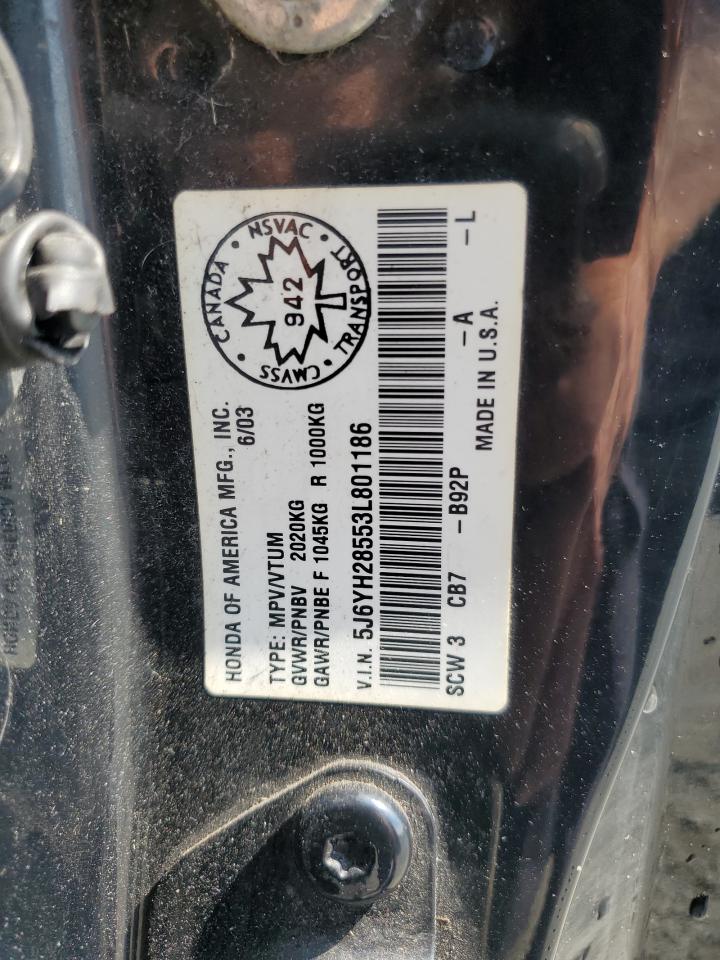 HONDA OF AMERICA MFG., INC.
6/03
TYPE: MPV/VTUM
GVWR/PNBV 2020KG
GAWR/PNBE F 1045KG R 1000KG
V.I.N. 5J6YH28553L801186
SCW 3 CB7 -B92P -A -L
MADE IN U.S.A.
CANADA • NSVAC • TRANSPORT • CMVSS •
942